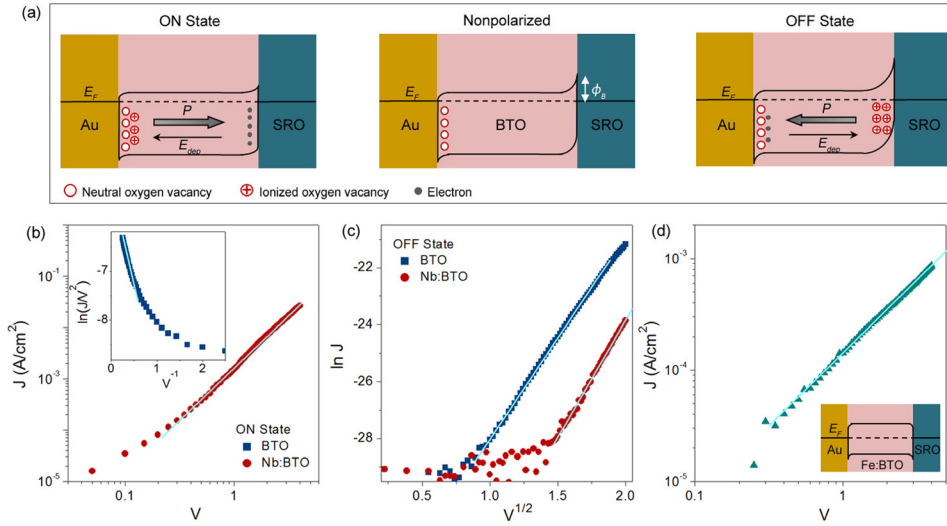 (a)
ON State
Nonpolarized
OFF State
E_F
Au
P
E_dep
SRO
E_F
Au
BTO
ϕ_B
SRO
E_F
Au
P
E_dep
SRO
Neutral oxygen vacancy
Ionized oxygen vacancy
Electron
(b)
J (A/cm²)
10⁻¹
10⁻³
10⁻⁵
0.1
1
V
ln(J/V²)
-7
-8
0
1
2
V⁻¹
ON State
BTO
Nb:BTO
(c)
OFF State
BTO
Nb:BTO
ln J
-22
-24
-26
-28
0.5
1.0
1.5
2.0
V^1/2
(d)
J (A/cm²)
10⁻³
10⁻⁴
10⁻⁵
0.1
1
V
E_F
Au
SRO
Fe:BTO